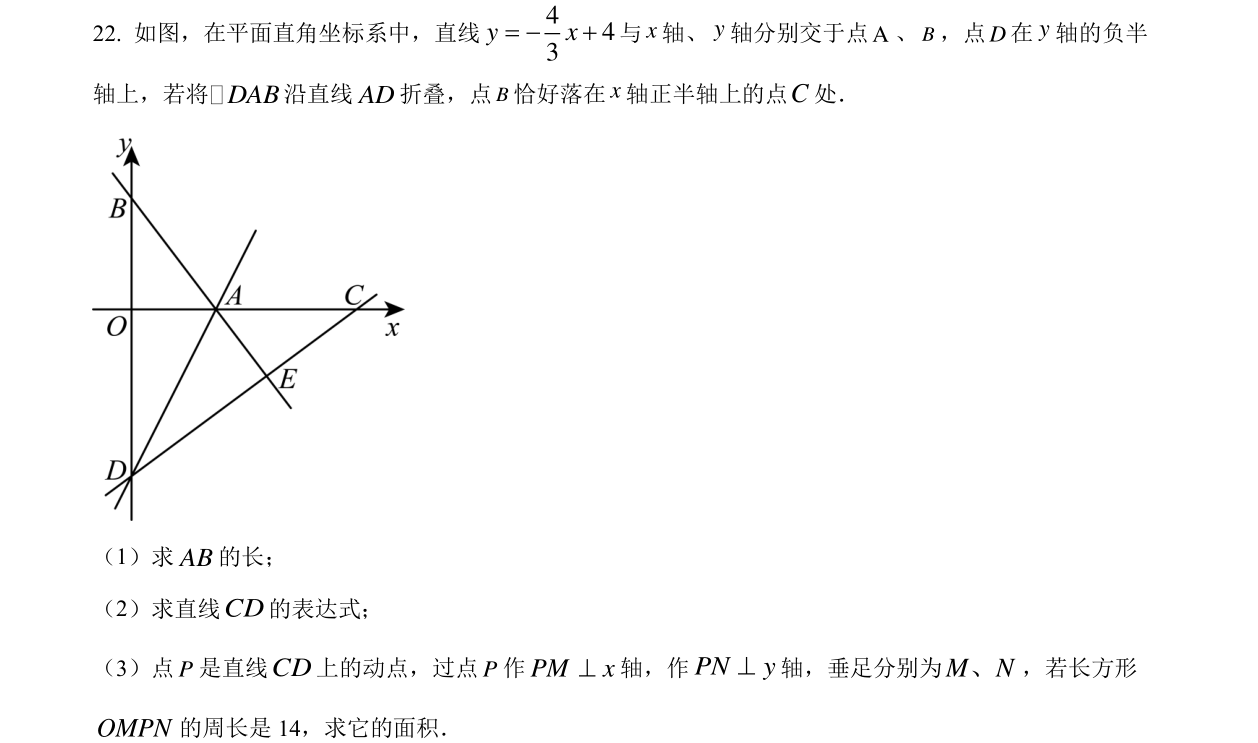 22. 如图，在平面直角坐标系中，直线 y = -4/3 x + 4 与 x 轴、 y 轴分别交于点 A 、 B ，点 D 在 y 轴的负半
轴上，若将□DAB 沿直线 AD 折叠，点 B 恰好落在 x 轴正半轴上的点 C 处．
y
B
A
C
O
x
E
D
（1）求 AB 的长；
（2）求直线 CD 的表达式；
（3）点 P 是直线 CD 上的动点，过点 P 作 PM ⊥ x 轴，作 PN ⊥ y 轴，垂足分别为 M、N ，若长方形
OMPN 的周长是 14，求它的面积．